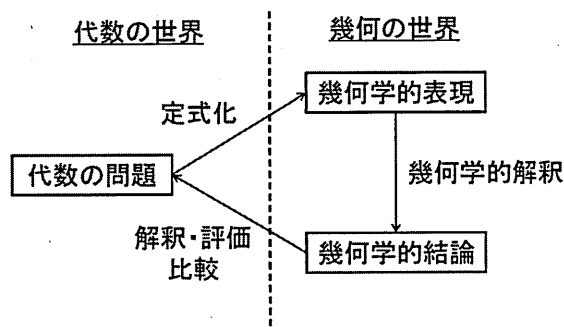 代数の世界
幾何の世界
幾何学的表現
定式化
代数の問題
幾何学的解釈
解釈・評価
比較
幾何学的結論